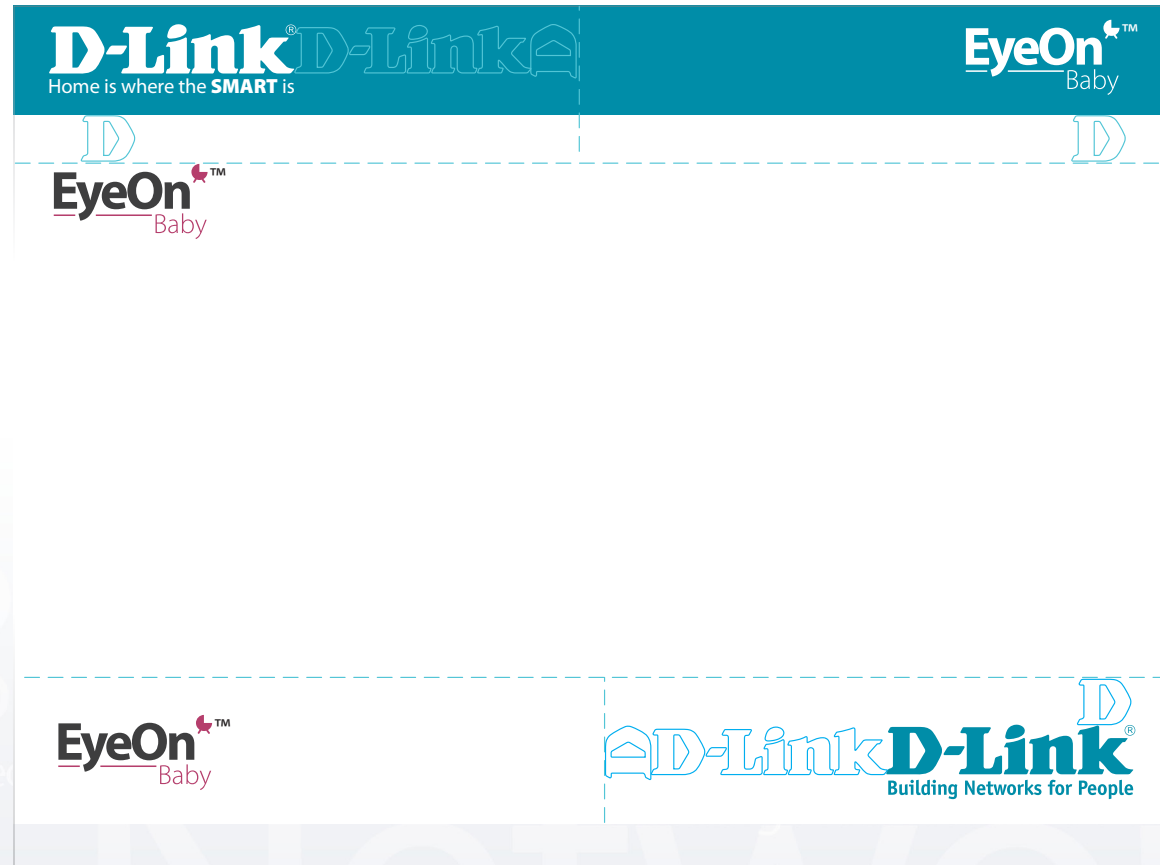 D-Link® D-Link D
Home is where the SMART is
EyeOn™
Baby
D
D
EyeOn™
Baby
EyeOn™
Baby
D
D D-Link D-Link®
Building Networks for People